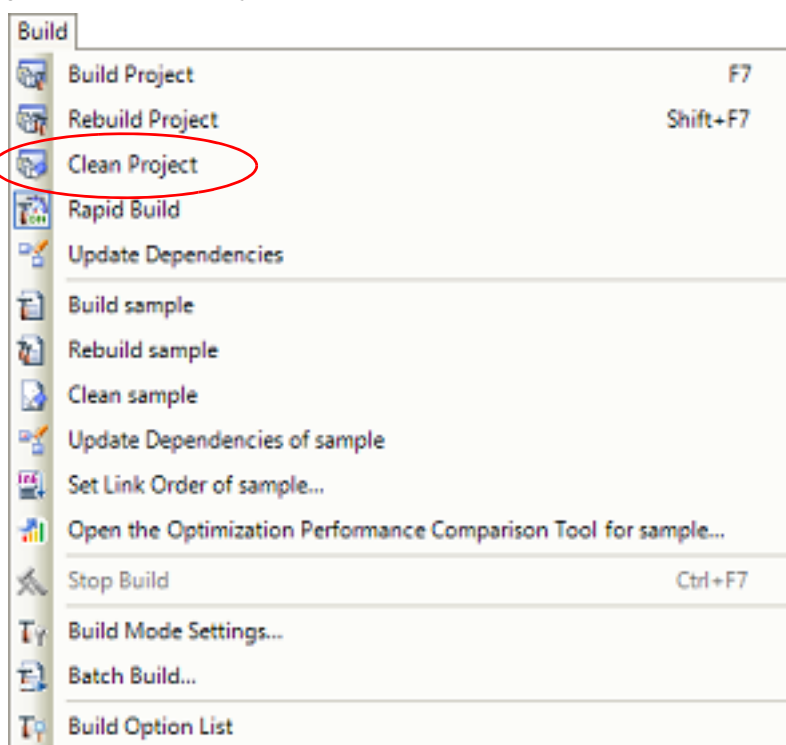 Build
Build Project F7
Rebuild Project Shift+F7
Clean Project
Rapid Build
Update Dependencies
Build sample
Rebuild sample
Clean sample
Update Dependencies of sample
Set Link Order of sample...
Open the Optimization Performance Comparison Tool for sample...
Stop Build Ctrl+F7
Build Mode Settings...
Batch Build...
Build Option List